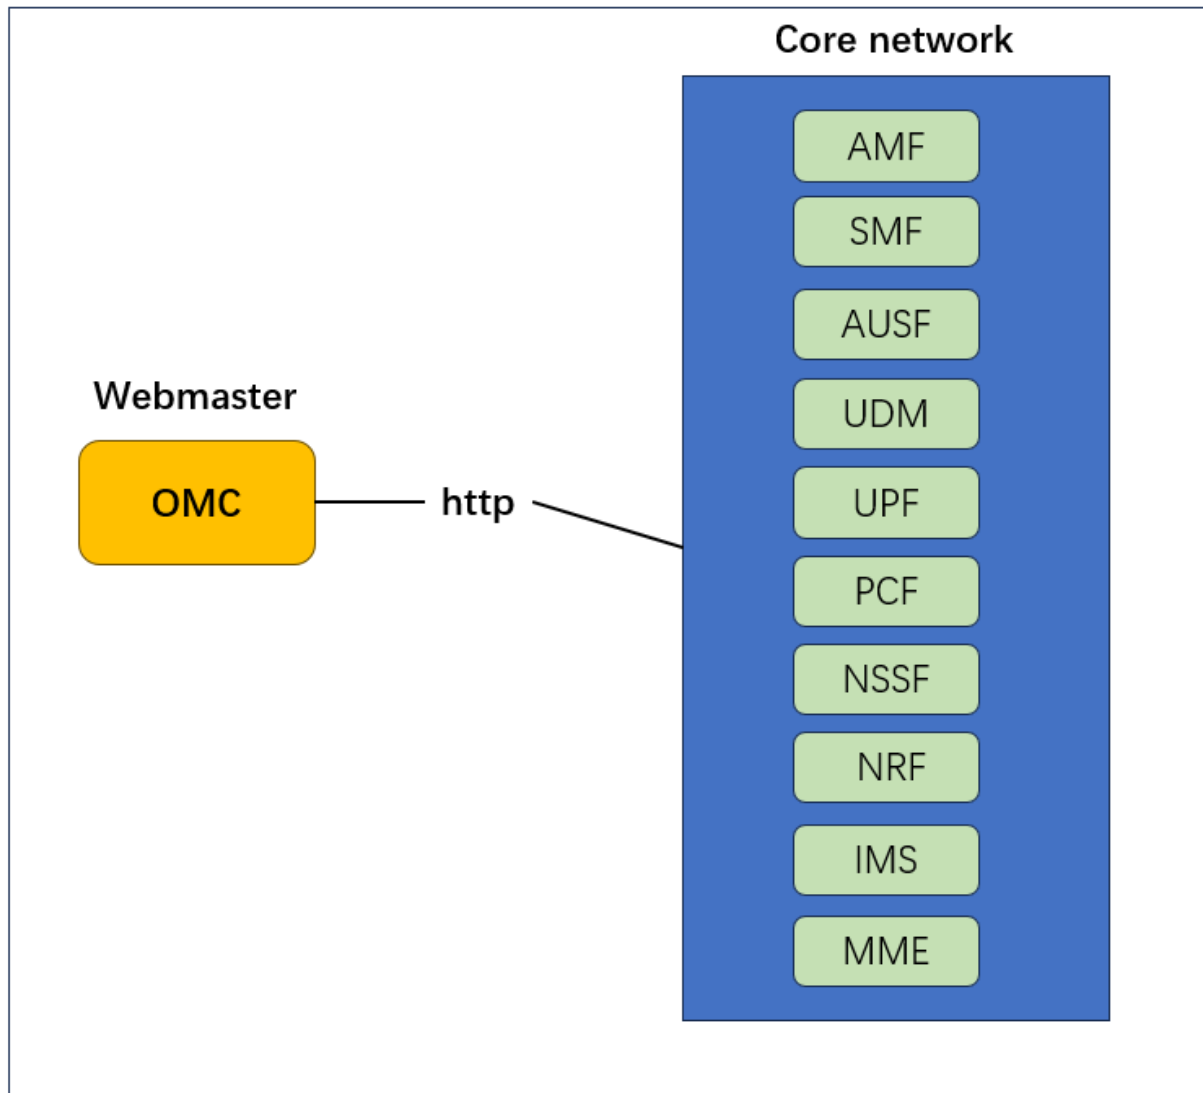 Core network
AMF
SMF
AUSF
UDM
UPF
PCF
NSSF
NRF
IMS
MME
Webmaster
OMC
http